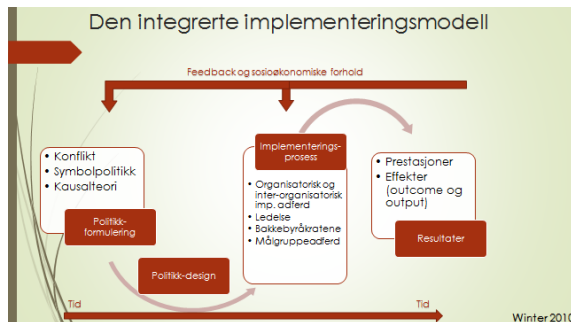 Den integrerte implementeringsmodell
Feedback og sosioøkonomiske forhold
• Konflikt
• Symbolpolitikk
• Kausalteori
Politikk-
formulering
Politikk-design
Implementerings-
prosess
• Organisatorisk og
inter-organisatorisk
imp. adferd
• Ledelse
• Bakkebyråkratene
• Målgruppeadferd
• Prestasjoner
• Effekter
(outcome og
output)
Resultater
Tid
Tid
Winter 2010